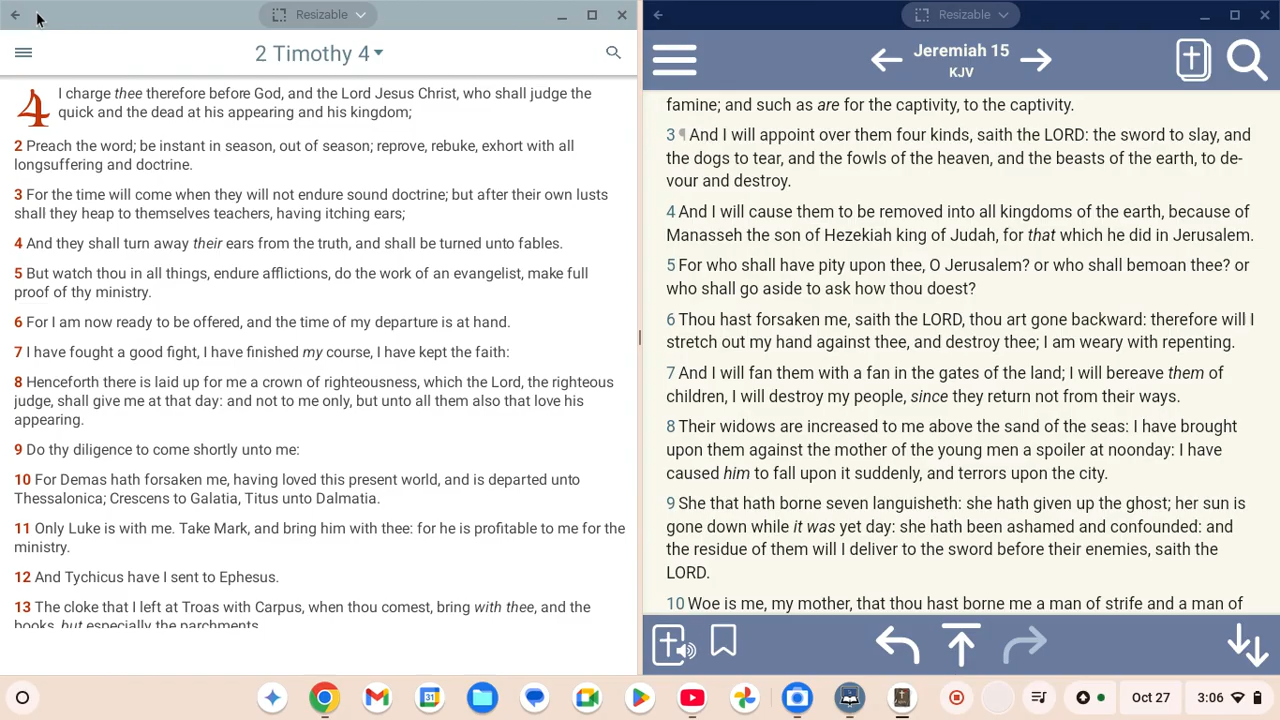 Resizable
2 Timothy 4
4 I charge thee therefore before God, and the Lord Jesus Christ, who shall judge the
quick and the dead at his appearing and his kingdom;
2 Preach the word; be instant in season, out of season; reprove, rebuke, exhort with all
longsuffering and doctrine.
3 For the time will come when they will not endure sound doctrine; but after their own lusts
shall they heap to themselves teachers, having itching ears;
4 And they shall turn away their ears from the truth, and shall be turned unto fables.
5 But watch thou in all things, endure afflictions, do the work of an evangelist, make full
proof of thy ministry.
6 For I am now ready to be offered, and the time of my departure is at hand.
7 I have fought a good fight, I have finished my course, I have kept the faith:
8 Henceforth there is laid up for me a crown of righteousness, which the Lord, the righteous
judge, shall give me at that day: and not to me only, but unto all them also that love his
appearing.
9 Do thy diligence to come shortly unto me:
10 For Demas hath forsaken me, having loved this present world, and is departed unto
Thessalonica; Crescens to Galatia, Titus unto Dalmatia.
11 Only Luke is with me. Take Mark, and bring him with thee: for he is profitable to me for the
ministry.
12 And Tychicus have I sent to Ephesus.
13 The cloke that I left at Troas with Carpus, when thou comest, bring with thee, and the
books, but especially the parchments.
Resizable
Jeremiah 15
KJV
famine; and such as are for the captivity, to the captivity.
3 ¶ And I will appoint over them four kinds, saith the LORD: the sword to slay, and
the dogs to tear, and the fowls of the heaven, and the beasts of the earth, to de-
vour and destroy.
4 And I will cause them to be removed into all kingdoms of the earth, because of
Manasseh the son of Hezekiah king of Judah, for that which he did in Jerusalem.
5 For who shall have pity upon thee, O Jerusalem? or who shall bemoan thee? or
who shall go aside to ask how thou doest?
6 Thou hast forsaken me, saith the LORD, thou art gone backward: therefore will I
stretch out my hand against thee, and destroy thee; I am weary with repenting.
7 And I will fan them with a fan in the gates of the land; I will bereave them of
children, I will destroy my people, since they return not from their ways.
8 Their widows are increased to me above the sand of the seas: I have brought
upon them against the mother of the young men a spoiler at noonday: I have
caused him to fall upon it suddenly, and terrors upon the city.
9 She that hath borne seven languisheth: she hath given up the ghost; her sun is
gone down while it was yet day: she hath been ashamed and confounded: and
the residue of them will I deliver to the sword before their enemies, saith the
LORD.
10 Woe is me, my mother, that thou hast borne me a man of strife and a man of
31
Oct 27
3:06